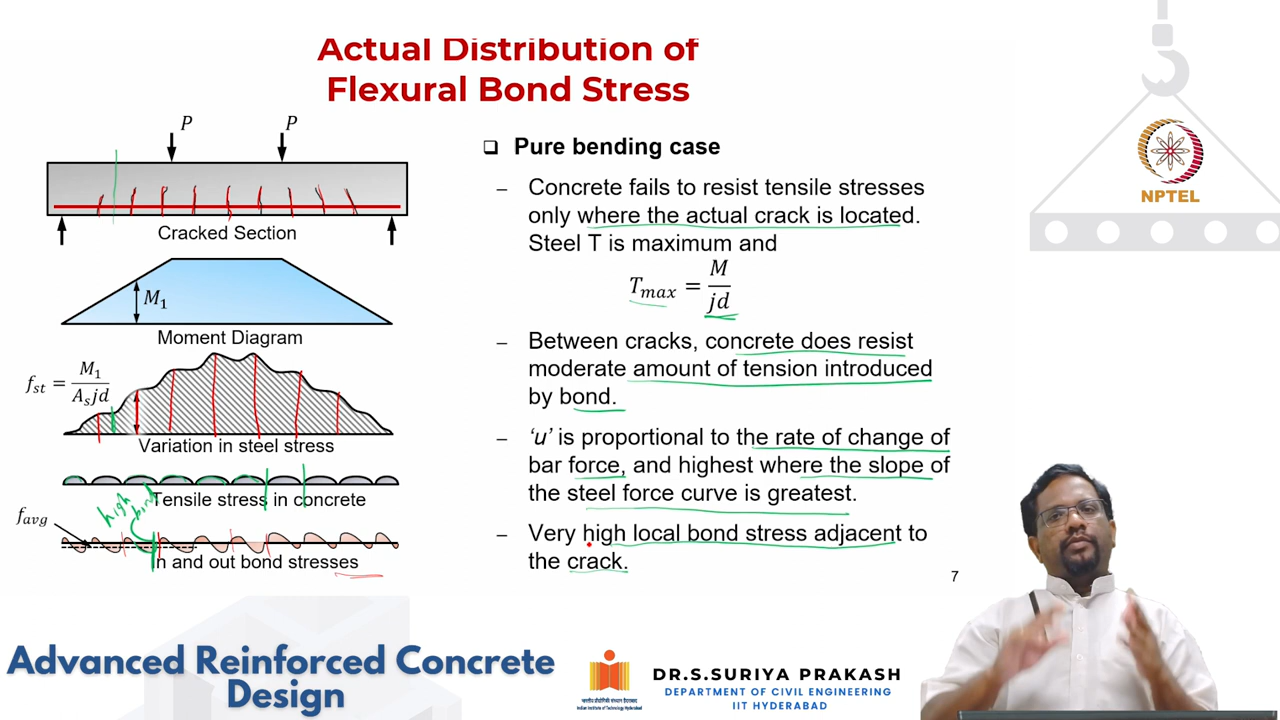 Actual Distribution of
Flexural Bond Stress
P
P
Cracked Section
M₁
Moment Diagram
fₛₜ = M₁ / Aₛjd
Variation in steel stress
Tensile stress in concrete
high
bond
f_avg
In and out bond stresses
❑ Pure bending case
– Concrete fails to resist tensile stresses
only where the actual crack is located.
Steel T is maximum and
T_max = M / jd
– Between cracks, concrete does resist
moderate amount of tension introduced
by bond.
– ‘u’ is proportional to the rate of change of
bar force, and highest where the slope of
the steel force curve is greatest.
– Very high local bond stress adjacent to
the crack.
7
NPTEL
Advanced Reinforced Concrete
Design
DR.S.SURIYA PRAKASH
DEPARTMENT OF CIVIL ENGINEERING
IIT HYDERABAD